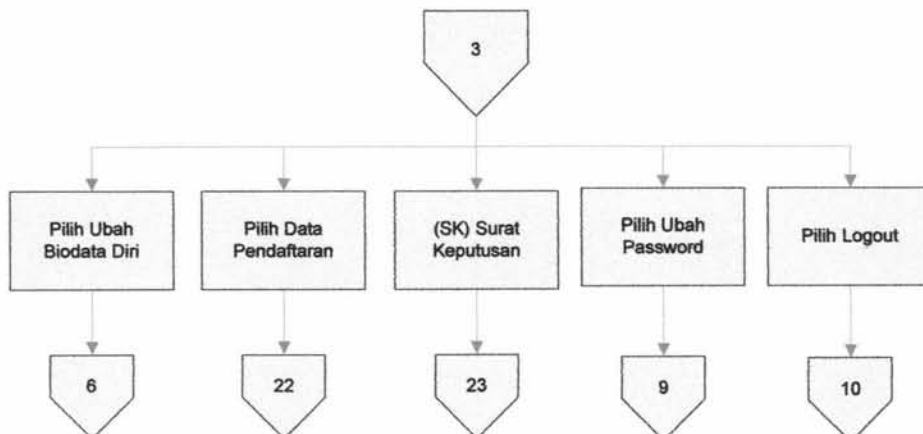 3
Pilih Ubah
Biodata Diri
Pilih Data
Pendaftaran
(SK) Surat
Keputusan
Pilih Ubah
Password
Pilih Logout
6
22
23
9
10